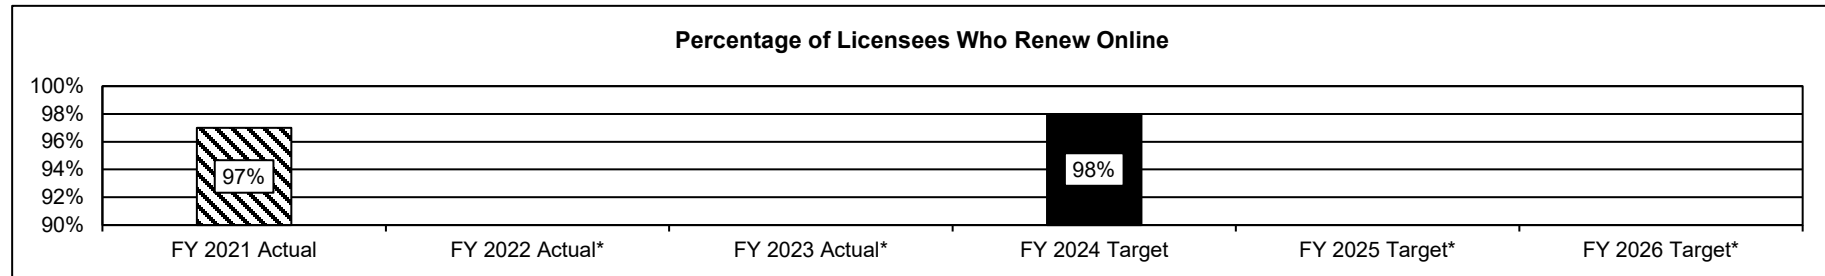 Percentage of Licensees Who Renew Online
100%
98%
96%
94%
92%
90%
97%
98%
FY 2021 Actual
FY 2022 Actual*
FY 2023 Actual*
FY 2024 Target
FY 2025 Target*
FY 2026 Target*